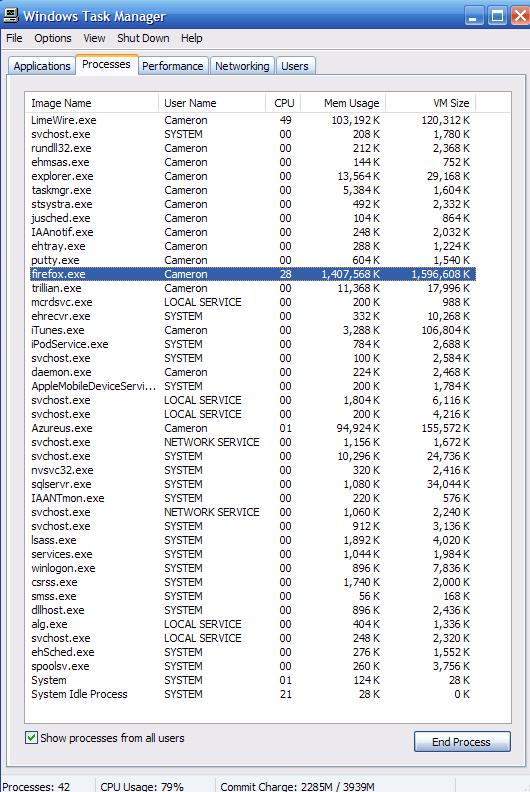 Windows Task Manager
File Options View Shut Down Help
Applications Processes Performance Networking Users
Image Name User Name CPU Mem Usage VM Size
LimeWire.exe Cameron 49 103,192 K 120,312 K
svchost.exe SYSTEM 00 208 K 1,780 K
rundll32.exe Cameron 00 212 K 2,368 K
ehmsas.exe Cameron 00 144 K 752 K
explorer.exe Cameron 00 13,564 K 29,168 K
taskmgr.exe Cameron 00 5,384 K 1,604 K
stsystra.exe Cameron 00 492 K 2,332 K
jusched.exe Cameron 00 104 K 864 K
IAAnotif.exe Cameron 00 248 K 2,032 K
ehtray.exe Cameron 00 288 K 1,224 K
putty.exe Cameron 00 604 K 1,540 K
firefox.exe Cameron 28 1,407,568 K 1,596,608 K
trillian.exe Cameron 00 11,368 K 17,996 K
mcrdsvc.exe LOCAL SERVICE 00 200 K 988 K
ehrecvr.exe SYSTEM 00 332 K 10,268 K
iTunes.exe Cameron 00 3,288 K 106,804 K
iPodService.exe SYSTEM 00 784 K 2,688 K
svchost.exe SYSTEM 00 100 K 2,584 K
daemon.exe Cameron 00 224 K 2,468 K
AppleMobileDeviceServi... SYSTEM 00 200 K 1,784 K
svchost.exe LOCAL SERVICE 00 1,804 K 6,116 K
svchost.exe LOCAL SERVICE 00 200 K 4,216 K
Azureus.exe Cameron 01 94,924 K 155,572 K
svchost.exe NETWORK SERVICE 00 1,156 K 1,672 K
svchost.exe SYSTEM 00 10,296 K 24,736 K
nvsvc32.exe SYSTEM 00 320 K 2,416 K
sqlservr.exe SYSTEM 00 1,080 K 34,044 K
IAANTmon.exe SYSTEM 00 220 K 576 K
svchost.exe NETWORK SERVICE 00 1,060 K 2,240 K
svchost.exe SYSTEM 00 912 K 3,136 K
lsass.exe SYSTEM 00 1,892 K 4,020 K
services.exe SYSTEM 00 1,044 K 1,984 K
winlogon.exe SYSTEM 00 896 K 7,836 K
csrss.exe SYSTEM 00 1,740 K 2,000 K
smss.exe SYSTEM 00 56 K 168 K
dllhost.exe SYSTEM 00 896 K 2,436 K
alg.exe LOCAL SERVICE 00 404 K 1,336 K
svchost.exe LOCAL SERVICE 00 248 K 2,320 K
ehSched.exe SYSTEM 00 276 K 1,552 K
spoolsv.exe SYSTEM 00 260 K 3,756 K
System SYSTEM 01 124 K 28 K
System Idle Process SYSTEM 21 28 K 0 K
Show processes from all users End Process
Processes: 42 CPU Usage: 79% Commit Charge: 2285M / 3939M